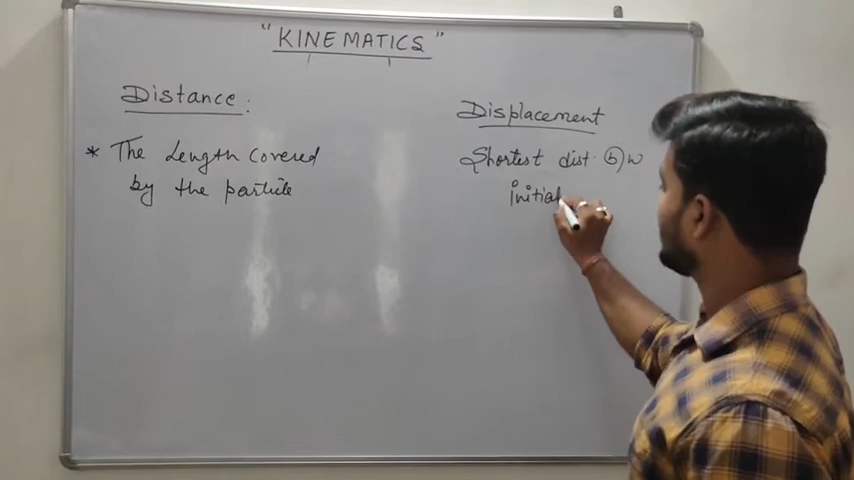 "KINEMATICS"
Distance:
* The Length Covered
by the particle
Displacement
Shortest dist. b/w
initial